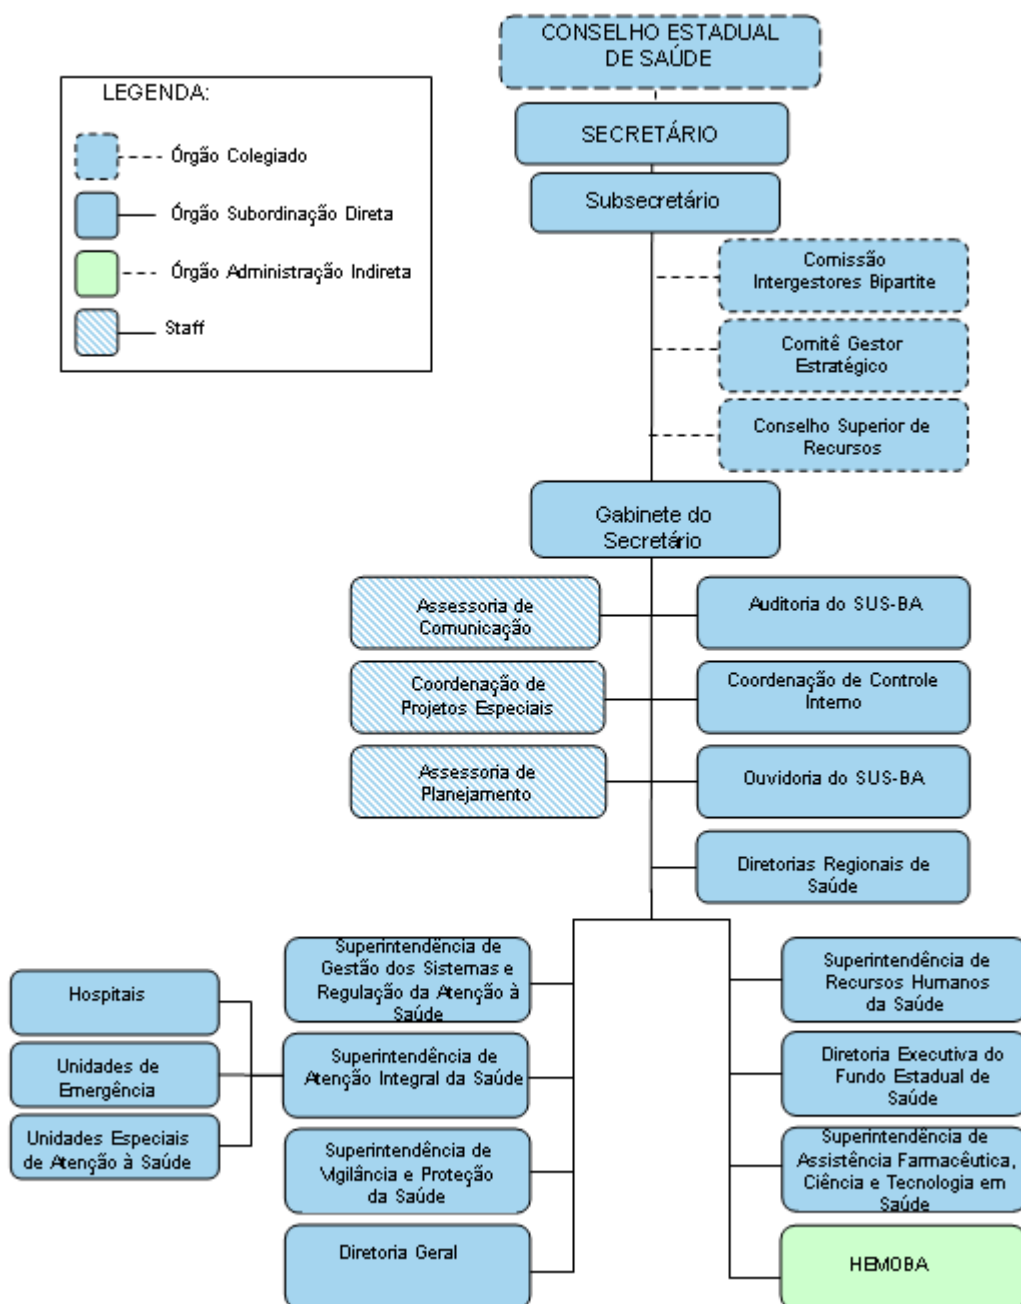 CONSELHO ESTADUAL
DE SAÚDE
LEGENDA:
Órgão Colegiado
Órgão Subordinação Direta
Órgão Administração Indireta
Staff
SECRETÁRIO
Subsecretário
Comissão
Intergestores Bipartite
Comitê Gestor
Estratégico
Conselho Superior de
Recursos
Gabinete do
Secretário
Assessoria de
Comunicação
Auditoria do SUS-BA
Coordenação de
Projetos Especiais
Coordenação de Controle
Interno
Assessoria de
Planejamento
Ouvidoria do SUS-BA
Diretorias Regionais de
Saúde
Superintendência de
Gestão dos Sistemas e
Regulação da Atenção à
Saúde
Hospitais
Unidades de
Emergência
Unidades Especiais
de Atenção à Saúde
Superintendência de
Atenção Integral da Saúde
Superintendência de
Vigilância e Proteção
da Saúde
Diretoria Geral
Superintendência de
Recursos Humanos
da Saúde
Diretoria Executiva do
Fundo Estadual de
Saúde
Superintendência de
Assistência Farmacêutica,
Ciência e Tecnologia em
Saúde
HEMOBA